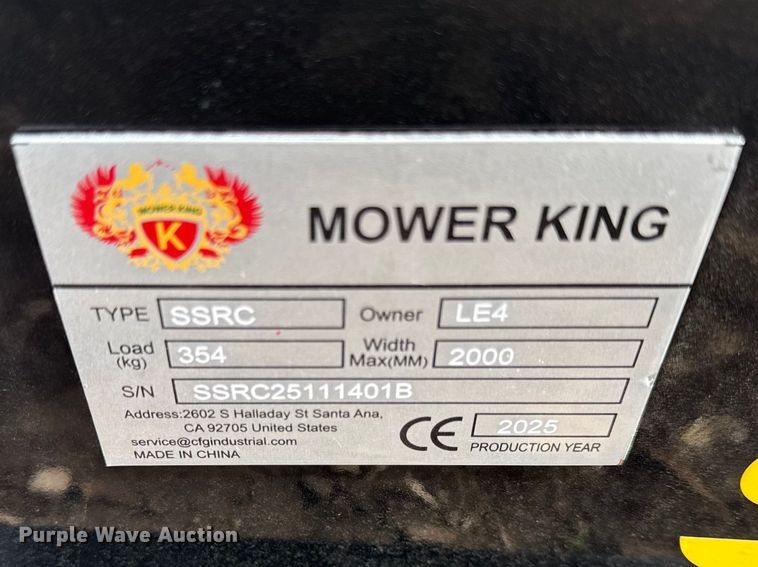 MOWER KING
K
MOWER KING
TYPE SSRC Owner LE4
Load (kg) 354 Width Max(MM) 2000
S/N SSRC25111401B
Address:2602 S Halladay St Santa Ana,
CA 92705 United States
service@cfgindustrial.com
MADE IN CHINA
CE
2025
PRODUCTION YEAR
Purple Wave Auction